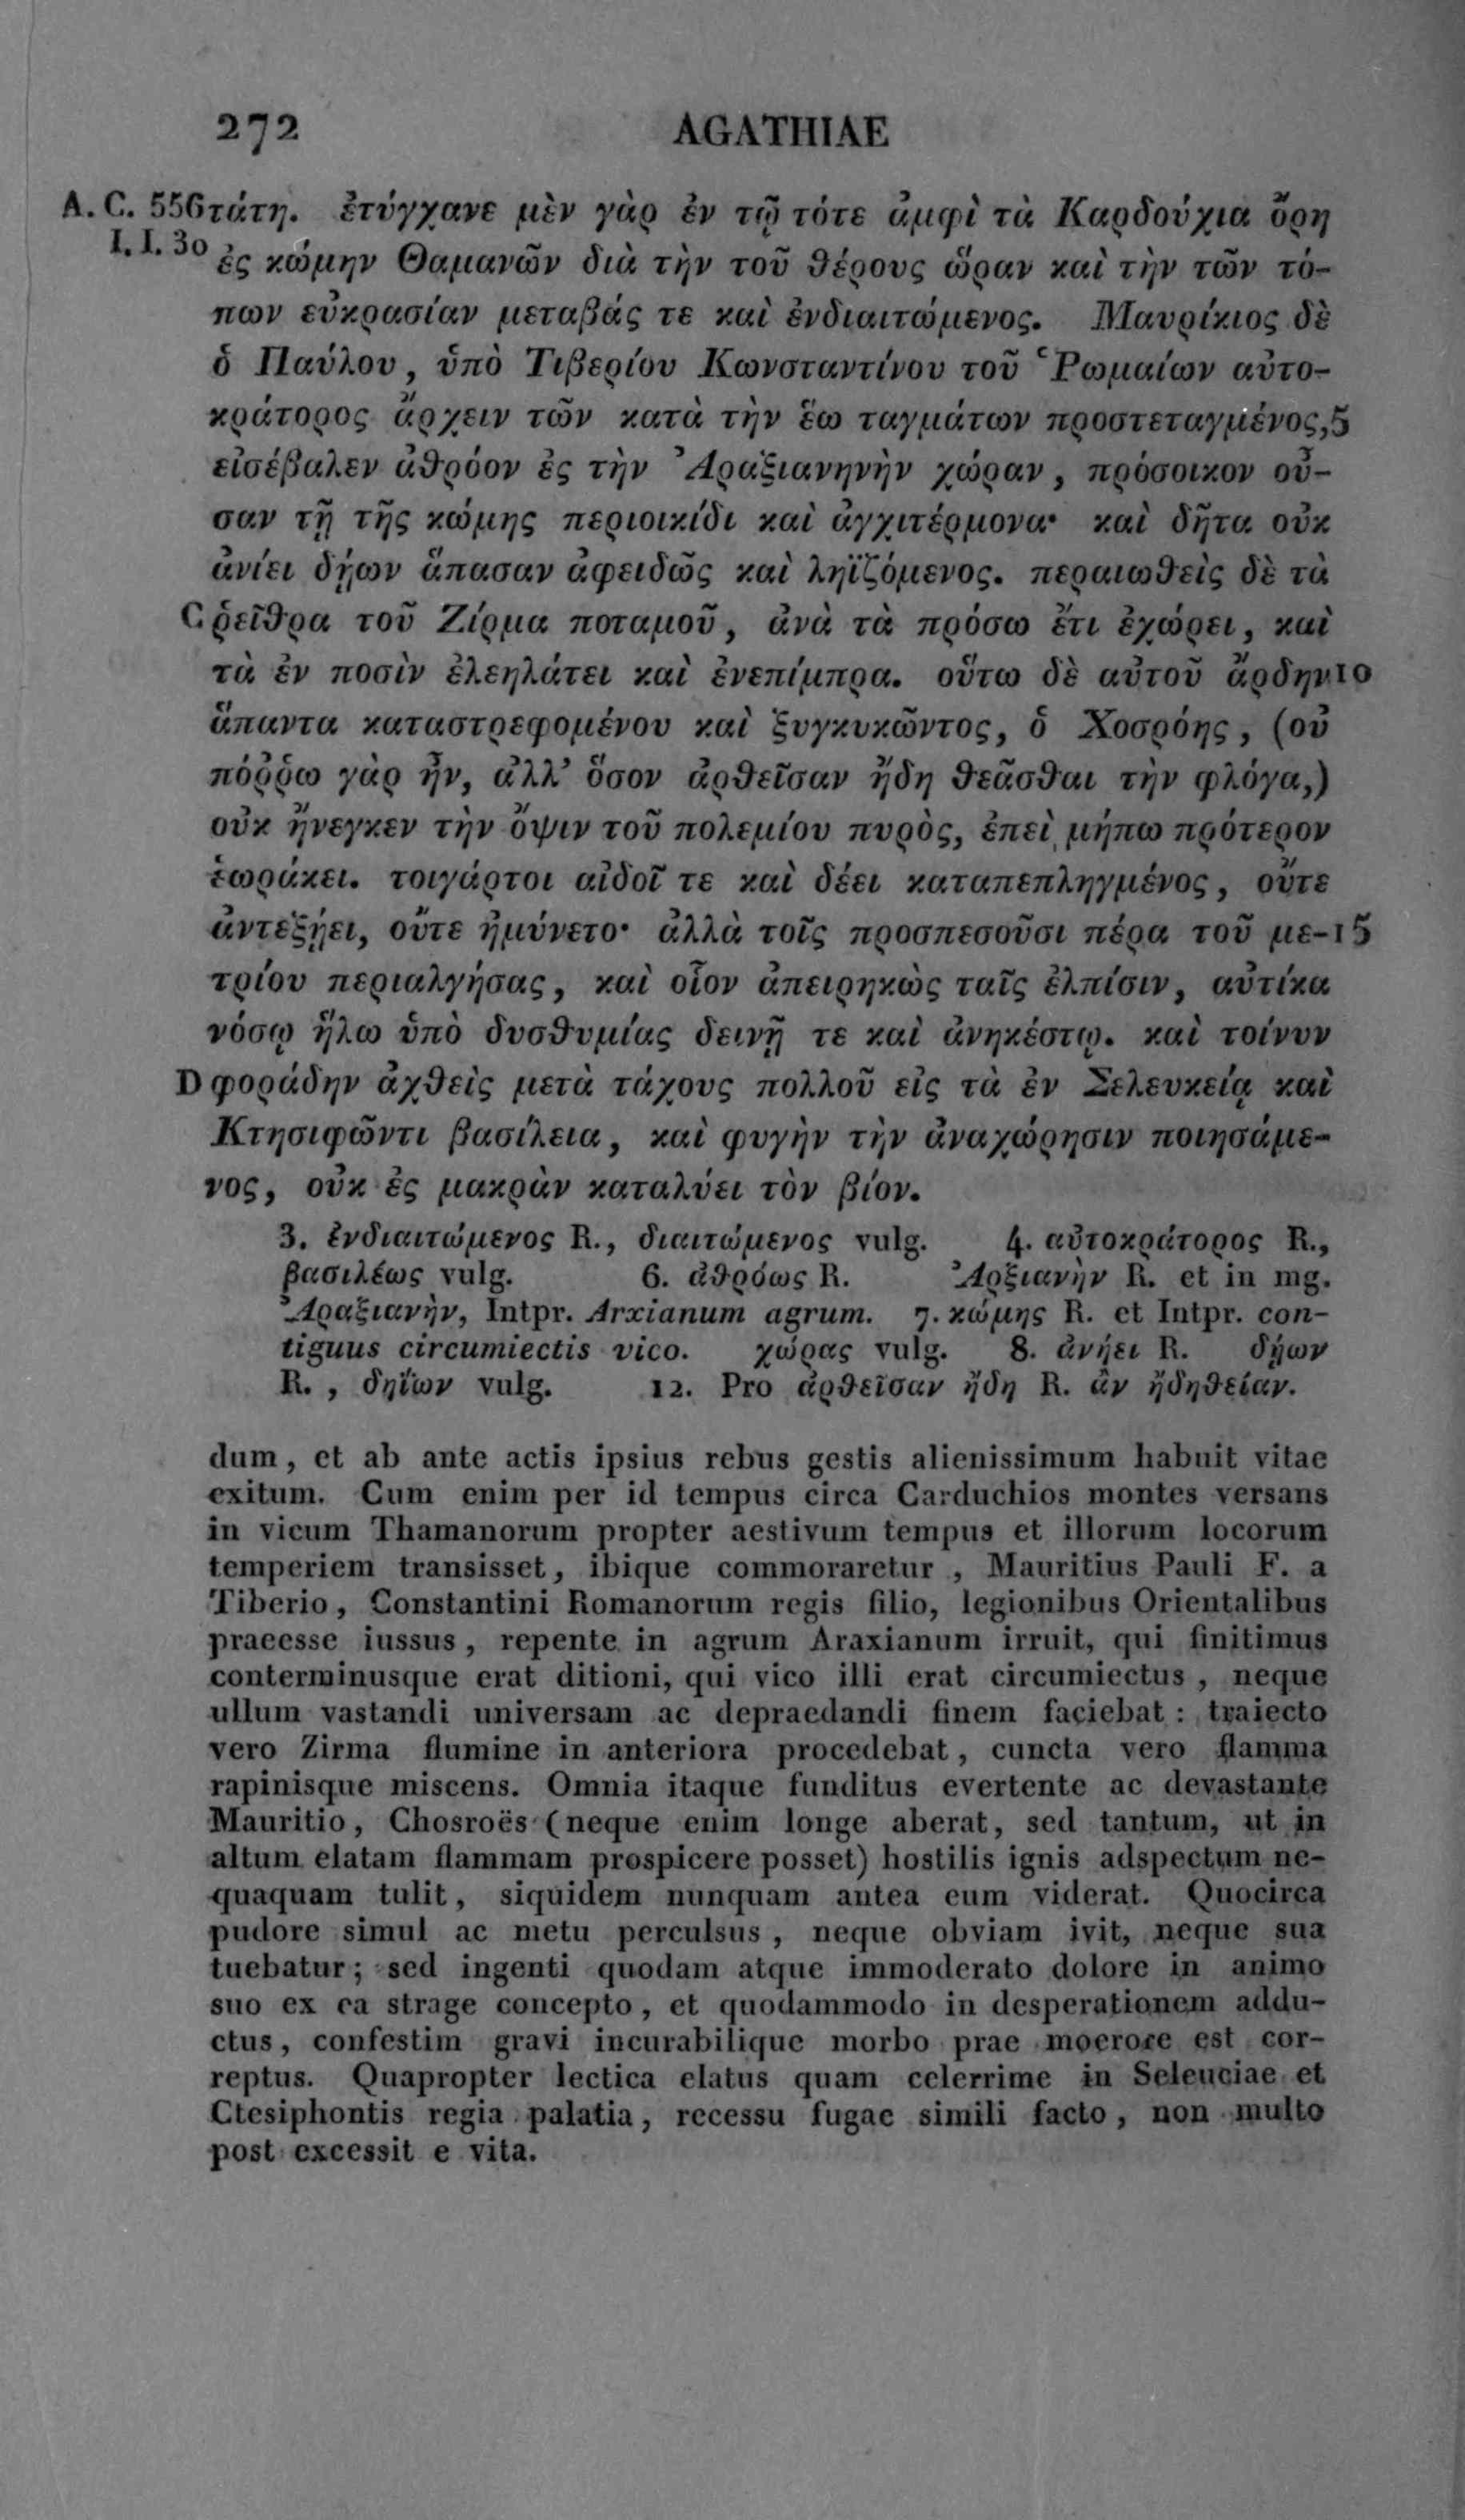 272 AGATHIAE
A. C. 556 τάτη. ἐτύγχανε μὲν γὰρ ἐν τῷ τότε ἀμφὶ τὰ Καρδούχια ὄρη
I. I. 30 ἐς κώμην Θαμανῶν διὰ τὴν τοῦ θέρους ὥραν καὶ τὴν τῶν τό-
πων εὐκρασίαν μεταβάς τε καὶ ἐνδιαιτώμενος. Μαυρίκιος δὲ
ὁ Παύλου, ὑπὸ Τιβερίου Κωνσταντίνου τοῦ Ῥωμαίων αὐτο-
κράτορος ἄρχειν τῶν κατὰ τὴν ἕω ταγμάτων προστεταγμένος, 5
εἰσέβαλεν ἀθρόον ἐς τὴν Ἀραξιανηνὴν χώραν, πρόσοικον οὖ-
σαν τῇ τῆς κώμης περιοικίδι καὶ ἀγχιτέρμονα· καὶ δῆτα οὐκ
ἀνίει δῄων ἅπασαν ἀφειδῶς καὶ ληϊζόμενος. περαιωθεὶς δὲ τὰ
C ῥεῖθρα τοῦ Ζίρμα ποταμοῦ, ἀνὰ τὰ πρόσω ἔτι ἐχώρει, καὶ
τὰ ἐν ποσὶν ἐλεηλάτει καὶ ἐνεπίμπρα. οὕτω δὲ αὐτοῦ ἄρδην 10
ἅπαντα καταστρεφομένου καὶ ξυγκυκῶντος, ὁ Χοσρόης, (οὐ
πόῤῥω γὰρ ἦν, ἀλλ’ ὅσον ἀρθεῖσαν ἤδη θεᾶσθαι τὴν φλόγα,)
οὐκ ἤνεγκεν τὴν ὄψιν τοῦ πολεμίου πυρὸς, ἐπεὶ μήπω πρότερον
ἑωράκει. τοιγάρτοι αἰδοῖ τε καὶ δέει καταπεπληγμένος, οὔτε
ἀντεξῄει, οὔτε ἠμύνετο· ἀλλὰ τοῖς προσπεσοῦσι πέρα τοῦ με- 15
τρίου περιαλγήσας, καὶ οἷον ἀπειρηκὼς ταῖς ἐλπίσιν, αὐτίκα
νόσῳ ἥλω ὑπὸ δυσθυμίας δεινῇ τε καὶ ἀνηκέστῳ. καὶ τοίνυν
D φοράδην ἀχθεὶς μετὰ τάχους πολλοῦ εἰς τὰ ἐν Σελευκείᾳ καὶ
Κτησιφῶντι βασίλεια, καὶ φυγὴν τὴν ἀναχώρησιν ποιησάμε-
νος, οὐκ ἐς μακρὰν καταλύει τὸν βίον.
3. ἐνδιαιτώμενος R., διαιτώμενος vulg. 4. αὐτοκράτορος R.,
βασιλέως vulg. 6. ἀθρόως R. Ἀρξιανὴν R. et in mg.
Ἀραξιανὴν, Intpr. Arxianum agrum. 7. κώμης R. et Intpr. con-
tiguus circumiectis vico. χώρας vulg. 8. ἀνῄει R. δῄων
R., δηΐων vulg. 12. Pro ἀρθεῖσαν ἤδη R. ἂν ἤδηθείαν.
dum, et ab ante actis ipsius rebus gestis alienissimum habuit vitae
exitum. Cum enim per id tempus circa Carduchios montes versans
in vicum Thamanorum propter aestivum tempus et illorum locorum
temperiem transisset, ibique commoraretur, Mauritius Pauli F. a
Tiberio, Constantini Romanorum regis filio, legionibus Orientalibus
praeesse iussus, repente in agrum Araxianum irruit, qui finitimus
conterminusque erat ditioni, qui vico illi erat circumiectus, neque
ullum vastandi universam ac depraedandi finem faciebat: traiecto
vero Zirma flumine in anteriora procedebat, cuncta vero flamma
rapinisque miscens. Omnia itaque funditus evertente ac devastante
Mauritio, Chosroës (neque enim longe aberat, sed tantum, ut in
altum elatam flammam prospicere posset) hostilis ignis adspectum ne-
quaquam tulit, siquidem nunquam antea eum viderat. Quocirca
pudore simul ac metu perculsus, neque obviam ivit, neque sua
tuebatur; sed ingenti quodam atque immoderato dolore in animo
suo ex ea strage concepto, et quodammodo in desperationem addu-
ctus, confestim gravi incurabilique morbo prae moerore est cor-
reptus. Quapropter lectica elatus quam celerrime in Seleuciae et
Ctesiphontis regia palatia, recessu fugae simili facto, non multo
post excessit e vita.